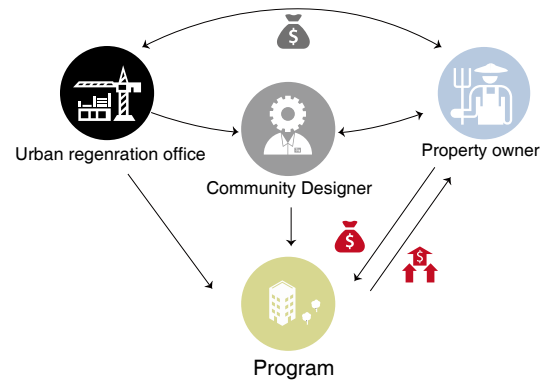 $
Urban regenration office
Property owner
Community Designer
$
$
Program